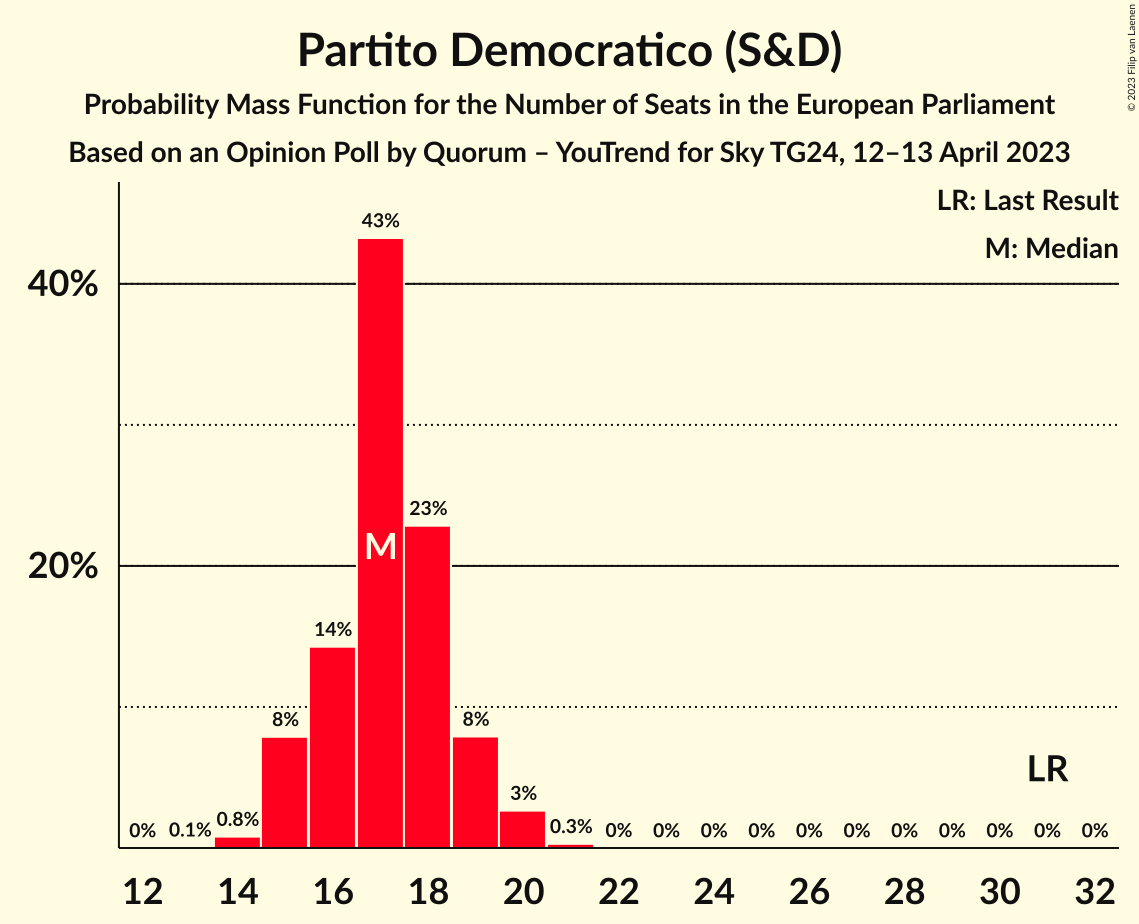 Partito Democratico (S&D)
Probability Mass Function for the Number of Seats in the European Parliament
Based on an Opinion Poll by Quorum – YouTrend for Sky TG24, 12–13 April 2023
© 2023 Filip van Laenen
LR: Last Result
M: Median
43%
40%
23%
M
20%
14%
8%
8%
LR
3%
0% 0.1% 0.8% 0.3% 0% 0% 0% 0% 0% 0% 0% 0% 0% 0% 0%
12 14 16 18 20 22 24 26 28 30 32